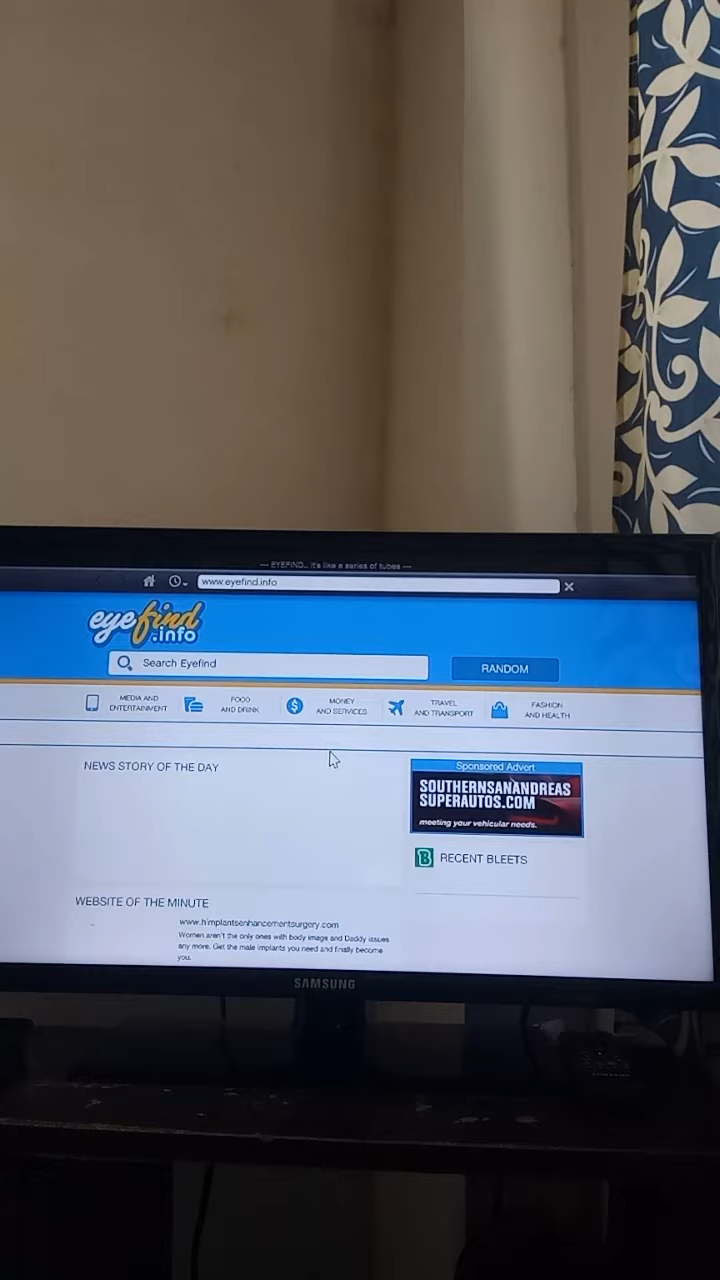 --- EYEFIND... it's like a series of tubes ---
www.eyefind.info
eyefind
.info
Search Eyefind
RANDOM
MEDIA AND
ENTERTAINMENT
FOOD
AND DRINK
MONEY
AND SERVICES
TRAVEL
AND TRANSPORT
FASHION
AND HEALTH
NEWS STORY OF THE DAY
Sponsored Advert
SOUTHERNSANANDREAS
SUPERAUTOS.COM
meeting your vehicular needs.
B RECENT BLEETS
WEBSITE OF THE MINUTE
www.himplantsenhancementsurgery.com
Women aren't the only ones with body image and Daddy issues
any more. Get the male implants you need and finally become
you.
SAMSUNG